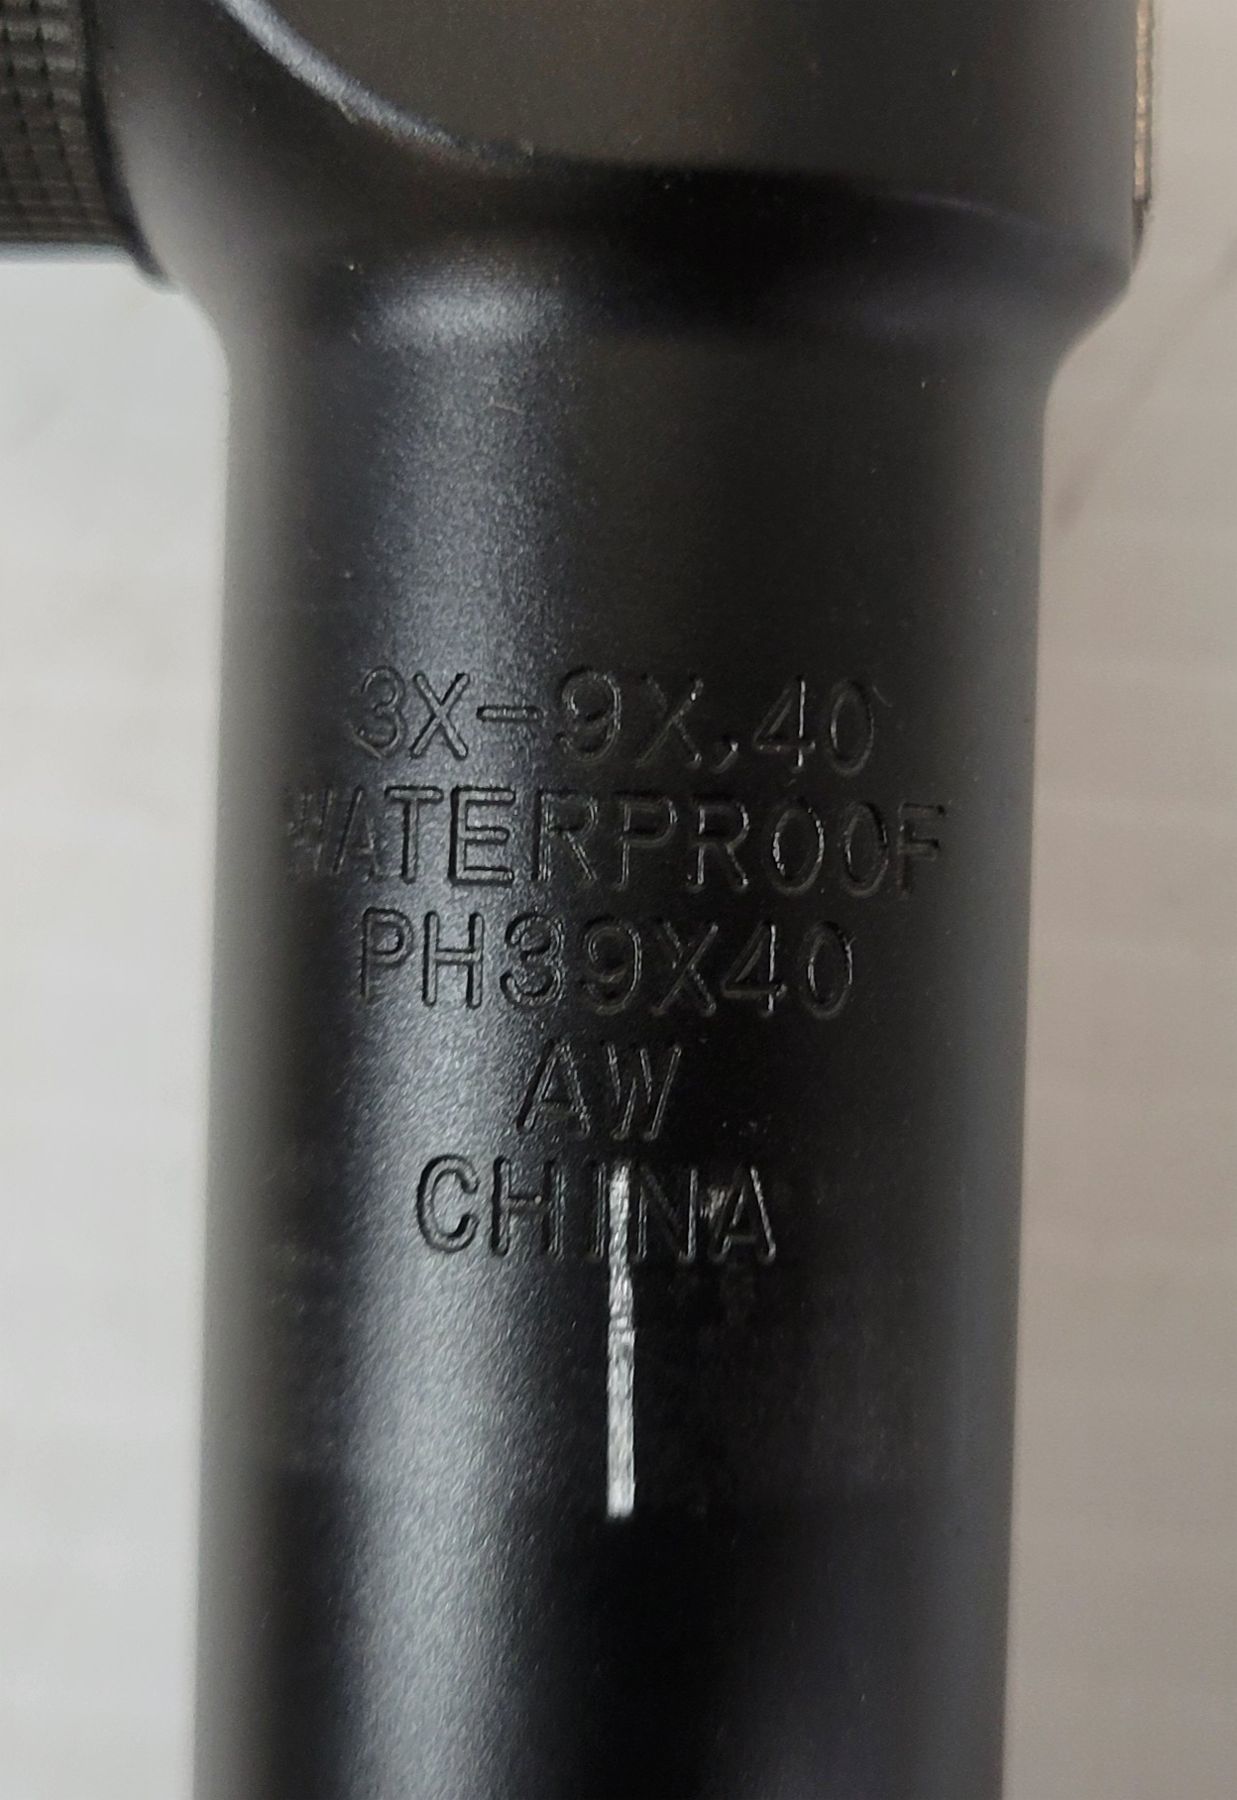 3X-9X,40
WATERPROOF
PH39X40
AW
CHINA